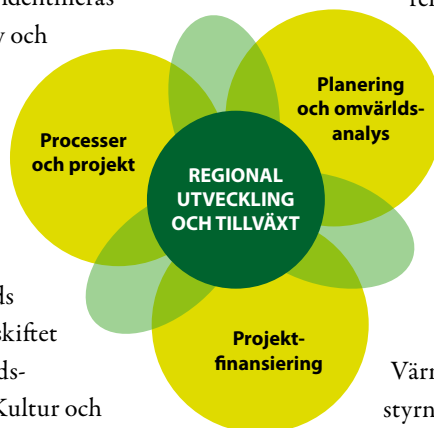 y och
Planering
och omvärlds-
analys
Processer
och projekt
REGIONAL
UTVECKLING
OCH TILLVÄXT
ds
skiftet
ds-
Kultur och
Projekt-
finansiering
Värm
styrn